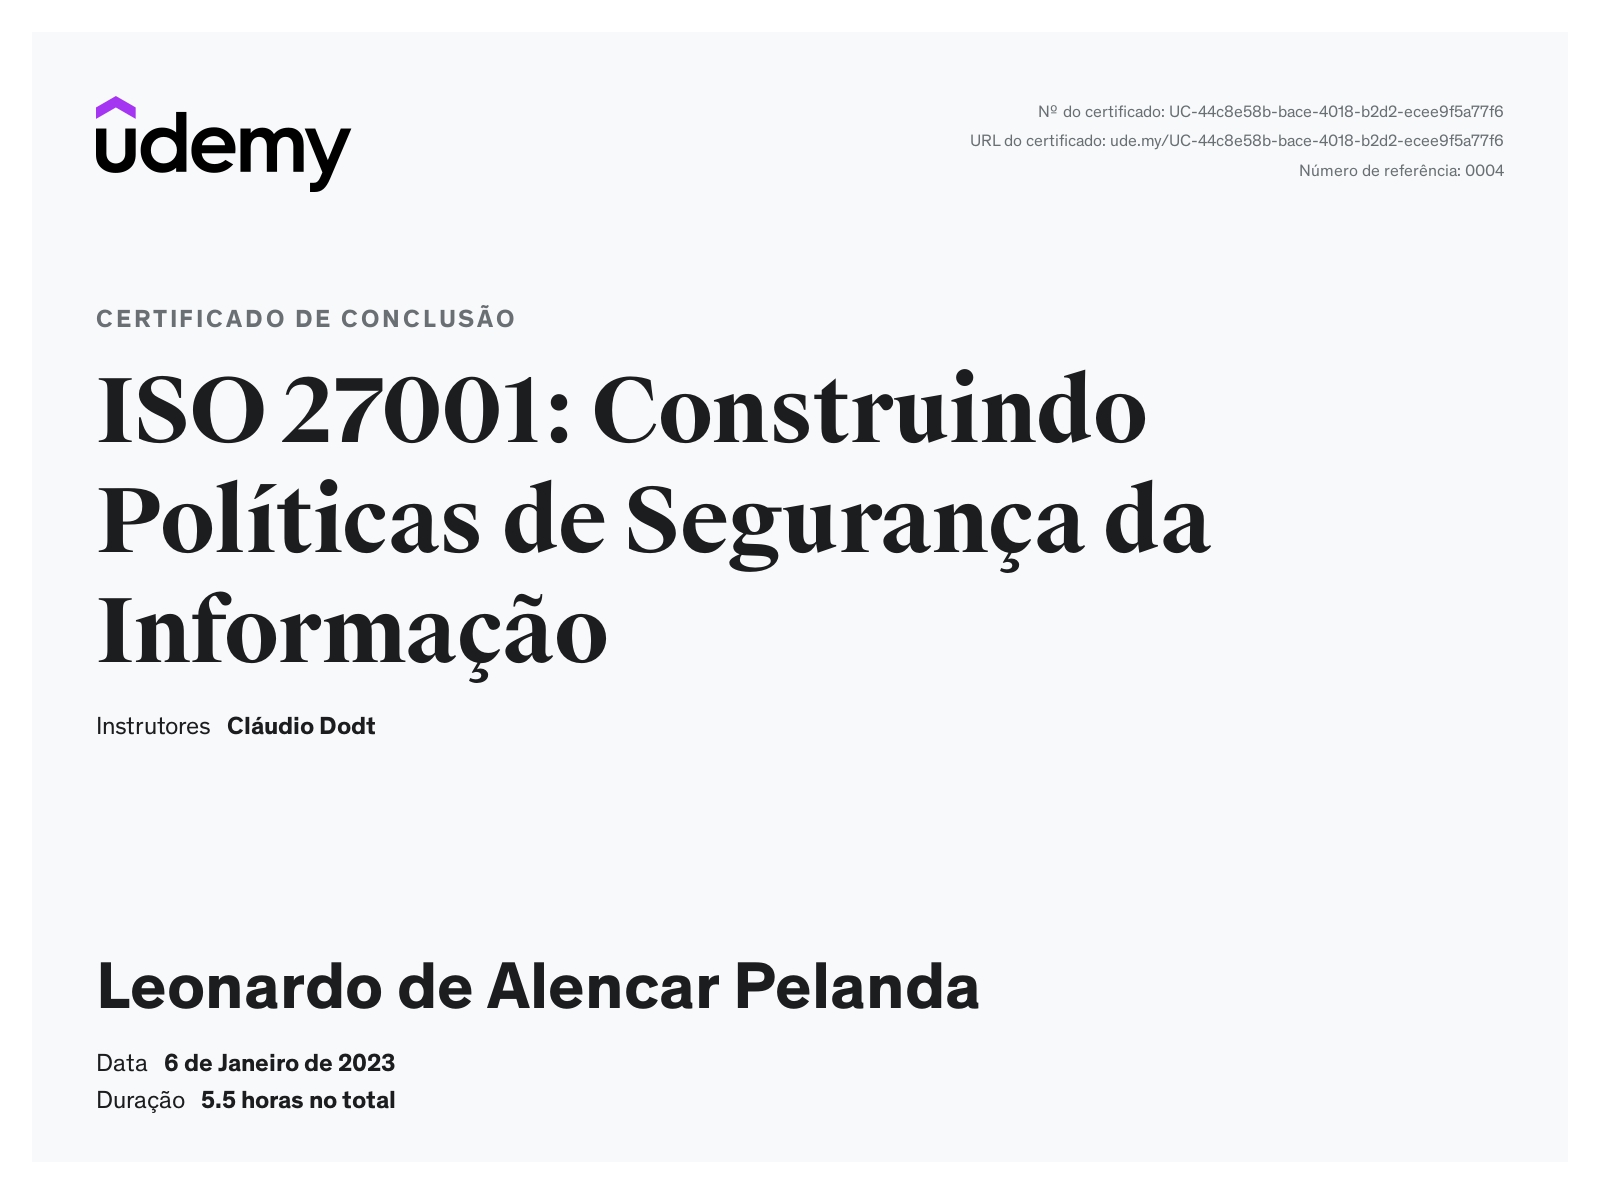 udemy
Nº do certificado: UC-44c8e58b-bace-4018-b2d2-ecee9f5a77f6
URL do certificado: ude.my/UC-44c8e58b-bace-4018-b2d2-ecee9f5a77f6
Número de referência: 0004
CERTIFICADO DE CONCLUSÃO
ISO 27001: Construindo
Políticas de Segurança da
Informação
Instrutores Cláudio Dodt
Leonardo de Alencar Pelanda
Data 6 de Janeiro de 2023
Duração 5.5 horas no total